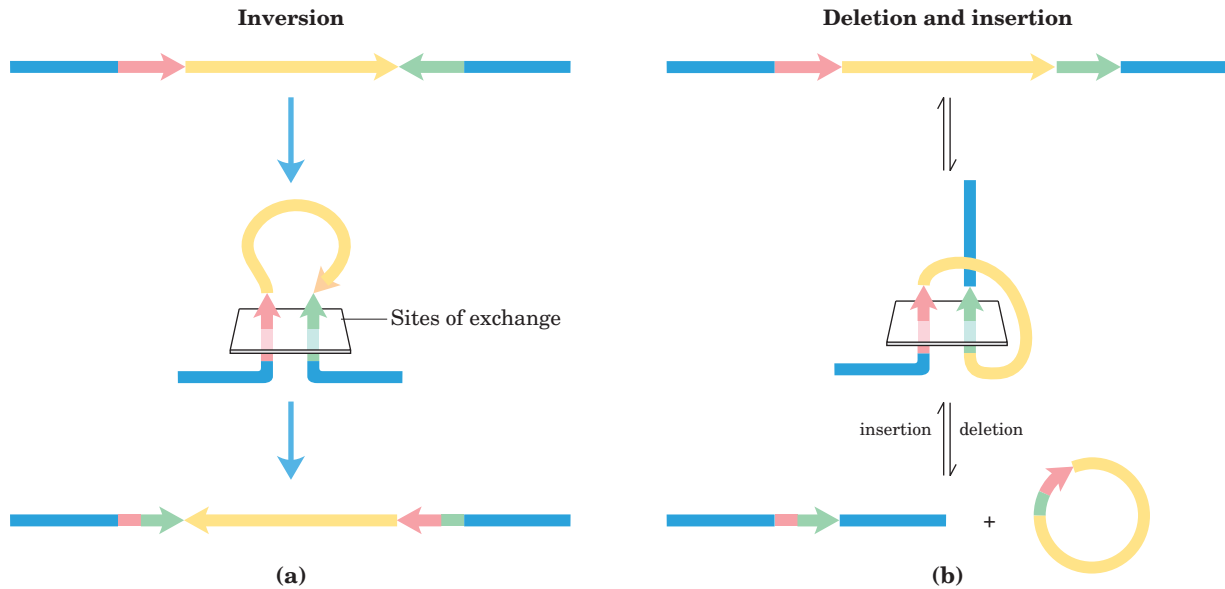 Inversion
Deletion and insertion
Sites of exchange
insertion
deletion
+
(a)
(b)